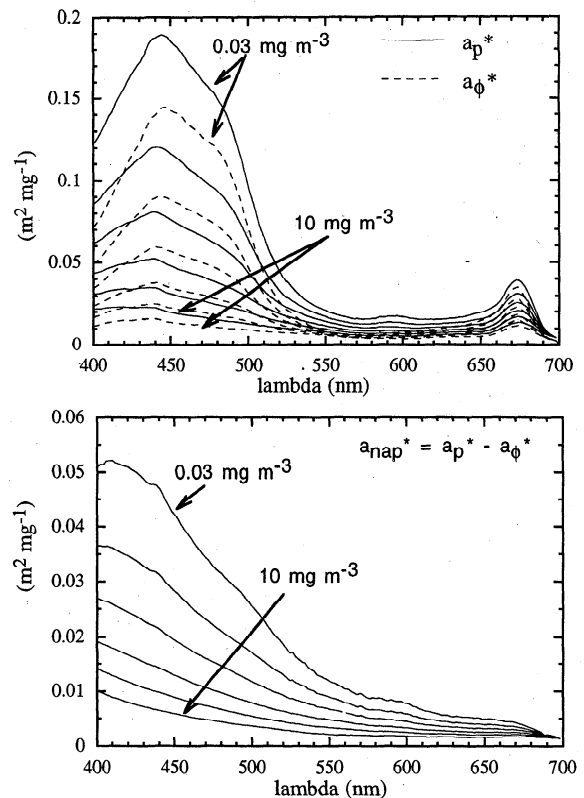 0.2
0.03 mg m-3
ap*
aϕ*
0.15
(m2 mg-1)
0.1
10 mg m-3
0.05
0
400 450 500 550 600 650 700
lambda (nm)
0.06
anap* = ap* - aϕ*
0.05
0.03 mg m-3
0.04
(m2 mg-1)
0.03
10 mg m-3
0.02
0.01
0
400 450 500 550 600 650 700
lambda (nm)